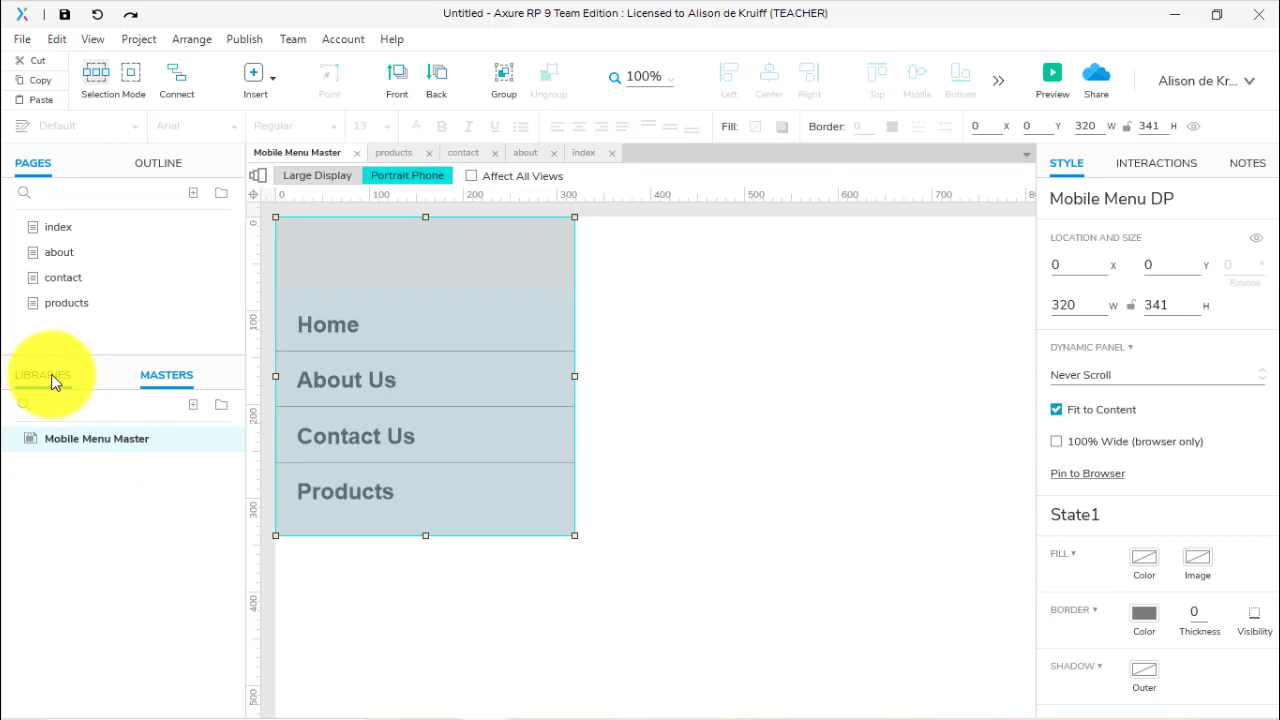 Untitled - Axure RP 9 Team Edition : Licensed to Alison de Kruiff (TEACHER)
File Edit View Project Arrange Publish Team Account Help
Cut
Copy
Paste
Selection Mode Connect Insert Point Front Back Group Ungroup 100% Left Center Right Top Middle Bottom Preview Share Alison de Kr...
Default Arial Regular 13 Fill: Border: 0 0 X 0 Y 320 W 341 H
PAGES OUTLINE
index
about
contact
products
LIBRARIES MASTERS
Mobile Menu Master
Mobile Menu Master products contact about index
Large Display Portrait Phone Affect All Views
0 100 200 300 400 500 600 700 8
0
100
200
300
400
500
Home
About Us
Contact Us
Products
STYLE INTERACTIONS NOTES
Mobile Menu DP
LOCATION AND SIZE
0 X 0 Y 0 °
Rotation
320 W 341 H
DYNAMIC PANEL
Never Scroll
Fit to Content
100% Wide (browser only)
Pin to Browser
State1
FILL
Color Image
BORDER 0
Color Thickness Visibility
SHADOW
Outer